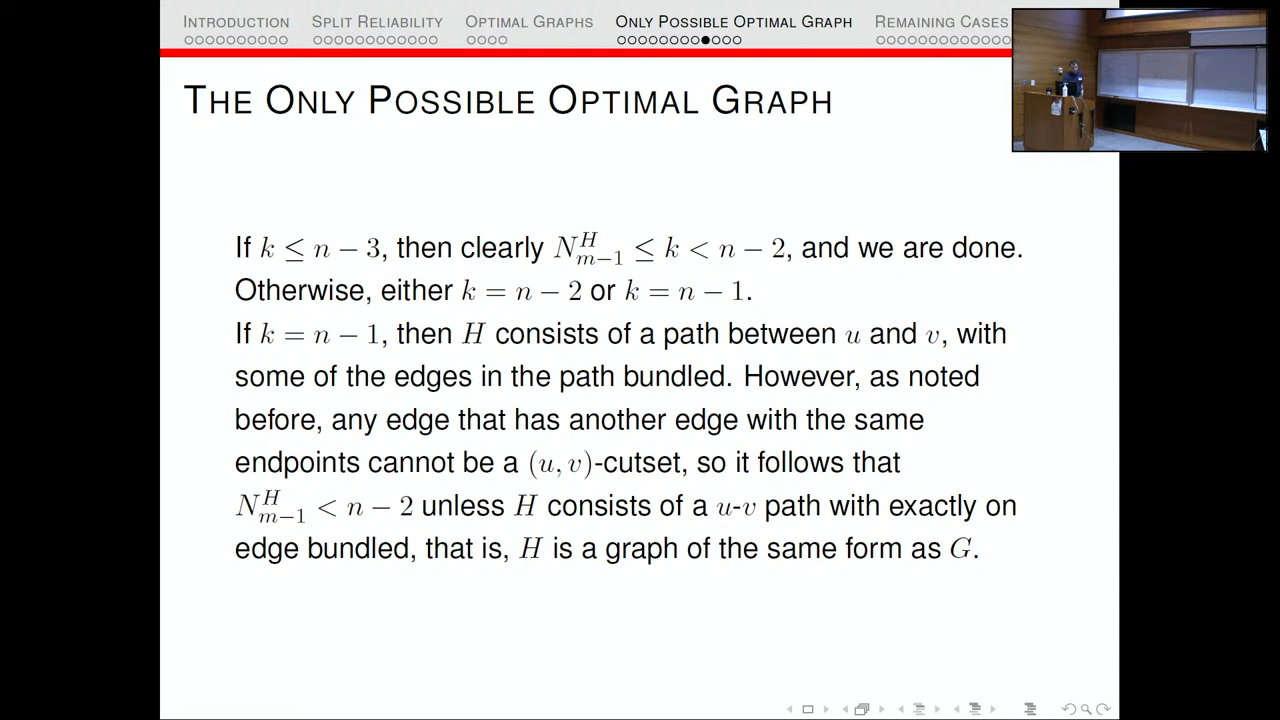 INTRODUCTION SPLIT RELIABILITY OPTIMAL GRAPHS ONLY POSSIBLE OPTIMAL GRAPH REMAINING CASES
THE ONLY POSSIBLE OPTIMAL GRAPH
If k ≤ n − 3, then clearly N^H_{m−1} ≤ k < n − 2, and we are done.
Otherwise, either k = n − 2 or k = n − 1.
If k = n − 1, then H consists of a path between u and v, with
some of the edges in the path bundled. However, as noted
before, any edge that has another edge with the same
endpoints cannot be a (u, v)-cutset, so it follows that
N^H_{m−1} < n − 2 unless H consists of a u-v path with exactly on
edge bundled, that is, H is a graph of the same form as G.